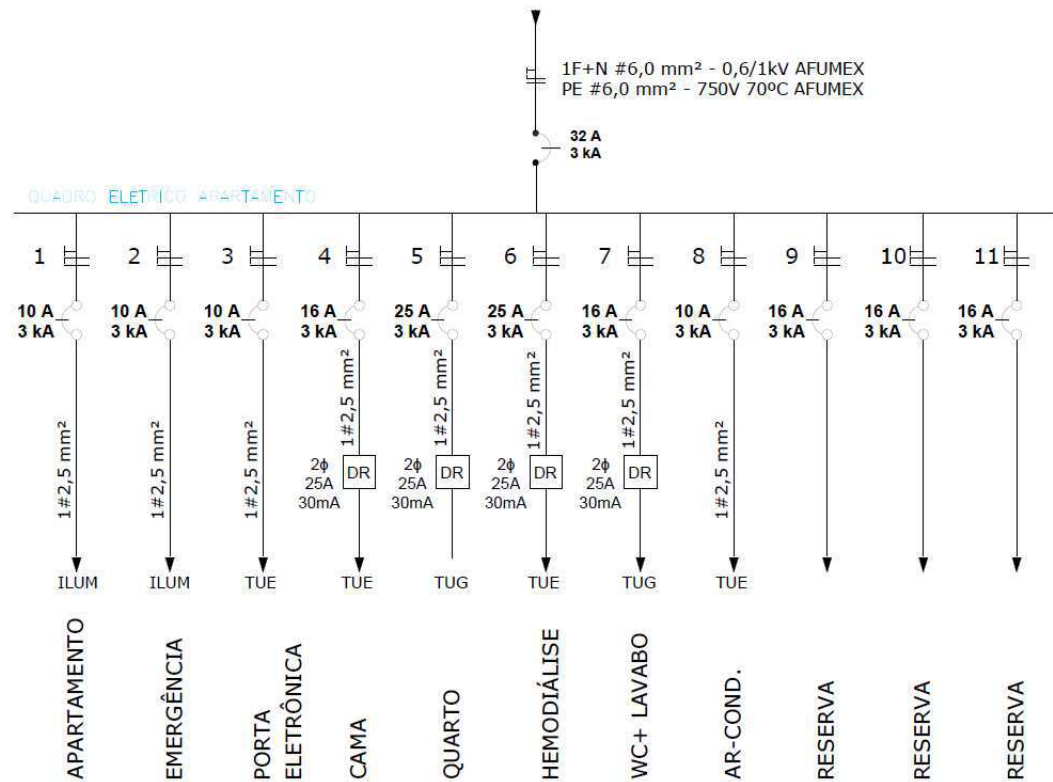 1F+N #6,0 mm² - 0,6/1kV AFUMEX
PE #6,0 mm² - 750V 70ºC AFUMEX
32 A
3 kA
QUADRO ELÉTRICO APARTAMENTO
1
2
3
4
5
6
7
8
9
10
11
10 A
3 kA
10 A
3 kA
10 A
3 kA
16 A
3 kA
25 A
3 kA
25 A
3 kA
16 A
3 kA
10 A
3 kA
16 A
3 kA
16 A
3 kA
16 A
3 kA
1#2,5 mm²
1#2,5 mm²
1#2,5 mm²
1#2,5 mm²
1#2,5 mm²
1#2,5 mm²
1#2,5 mm²
1#2,5 mm²
2ϕ
25A
30mA
DR
2ϕ
25A
30mA
DR
2ϕ
25A
30mA
DR
2ϕ
25A
30mA
DR
ILUM
ILUM
TUE
TUE
TUG
TUE
TUG
TUE
APARTAMENTO
EMERGÊNCIA
PORTA
ELETRÔNICA
CAMA
QUARTO
HEMODIÁLISE
WC+ LAVABO
AR-COND.
RESERVA
RESERVA
RESERVA